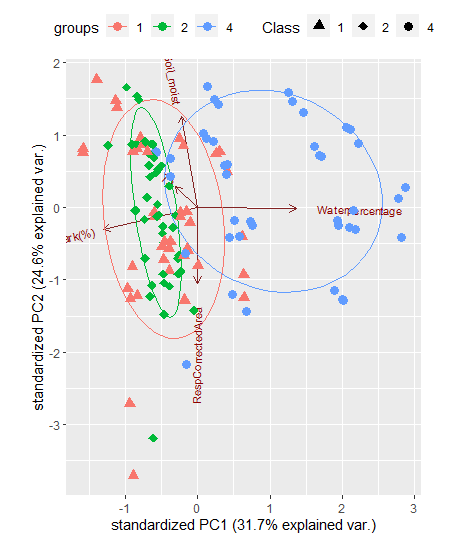 groups 1 2 4 Class 1 2 4
2
oil_moist
1
0
Waterpercentage
ark(%)
-1
RespCorrectedArea
-2
-3
standardized PC2 (24.6% explained var.)
-1 0 1 2 3
standardized PC1 (31.7% explained var.)